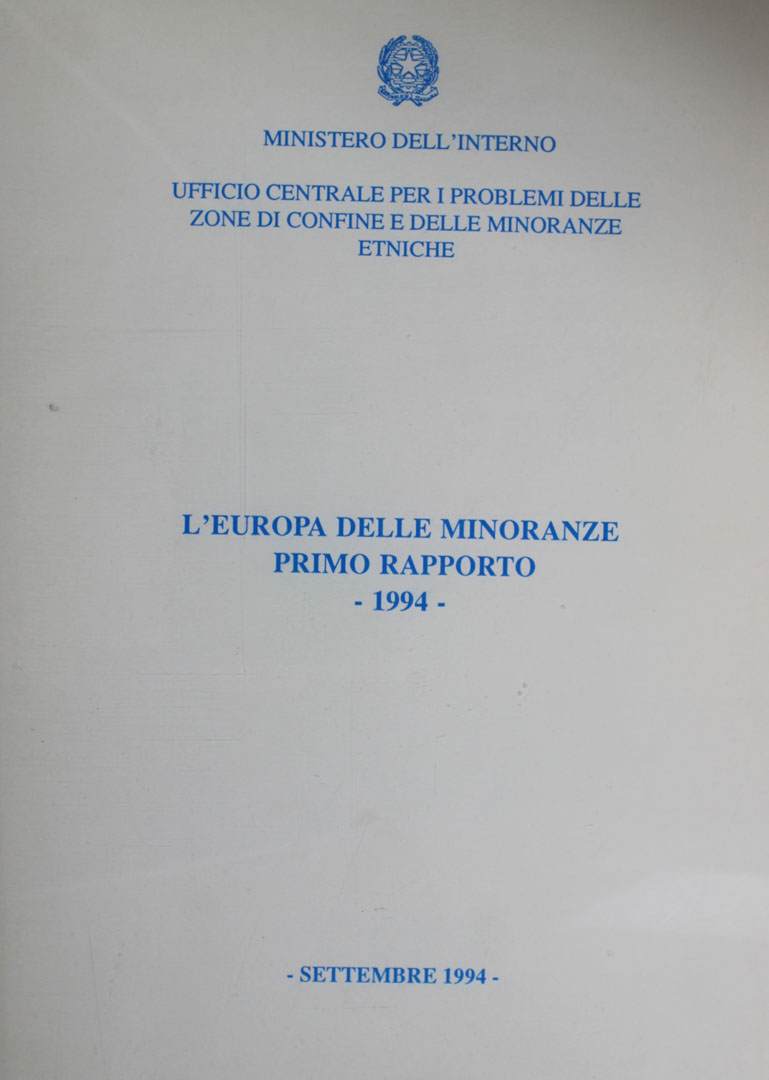 MINISTERO DELL'INTERNO
UFFICIO CENTRALE PER I PROBLEMI DELLE
ZONE DI CONFINE E DELLE MINORANZE
ETNICHE
L'EUROPA DELLE MINORANZE
PRIMO RAPPORTO
- 1994 -
- SETTEMBRE 1994 -